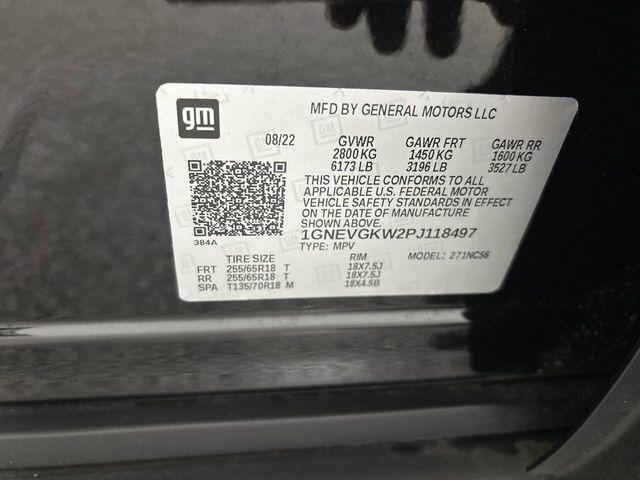 gm
MFD BY GENERAL MOTORS LLC
08/22 GVWR GAWR FRT GAWR RR
2800 KG 1450 KG 1600 KG
6173 LB 3196 LB 3527 LB
THIS VEHICLE CONFORMS TO ALL
APPLICABLE U.S. FEDERAL MOTOR
VEHICLE SAFETY STANDARDS IN EFFECT
ON THE DATE OF MANUFACTURE
SHOWN ABOVE.
384A
1GNEVGKW2PJ118497
TYPE: MPV MODEL: 271NC56
TIRE SIZE RIM
FRT 255/65R18 T 18X7.5J
RR 255/65R18 T 18X7.5J
SPA T135/70R18 M 18X4.5B